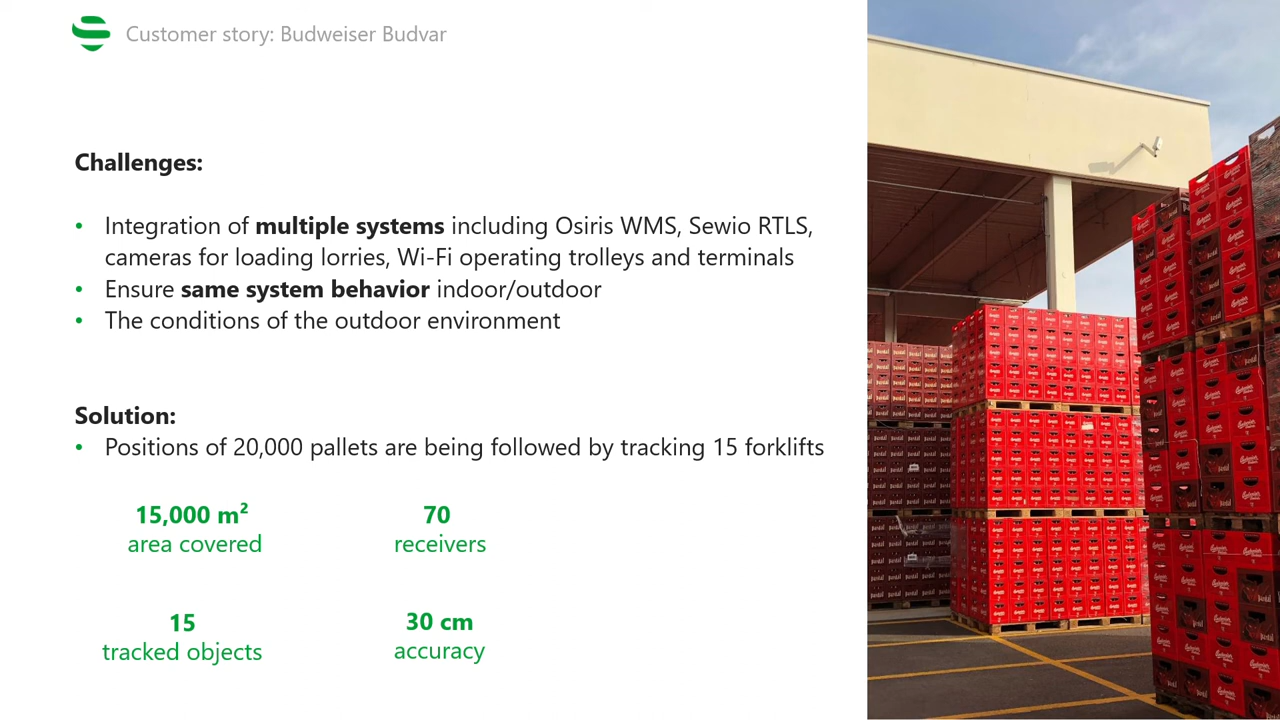 Customer story: Budweiser Budvar
Challenges:
• Integration of multiple systems including Osiris WMS, Sewio RTLS,
cameras for loading lorries, Wi-Fi operating trolleys and terminals
• Ensure same system behavior indoor/outdoor
• The conditions of the outdoor environment
Solution:
• Positions of 20,000 pallets are being followed by tracking 15 forklifts
15,000 m²
area covered
70
receivers
15
tracked objects
30 cm
accuracy